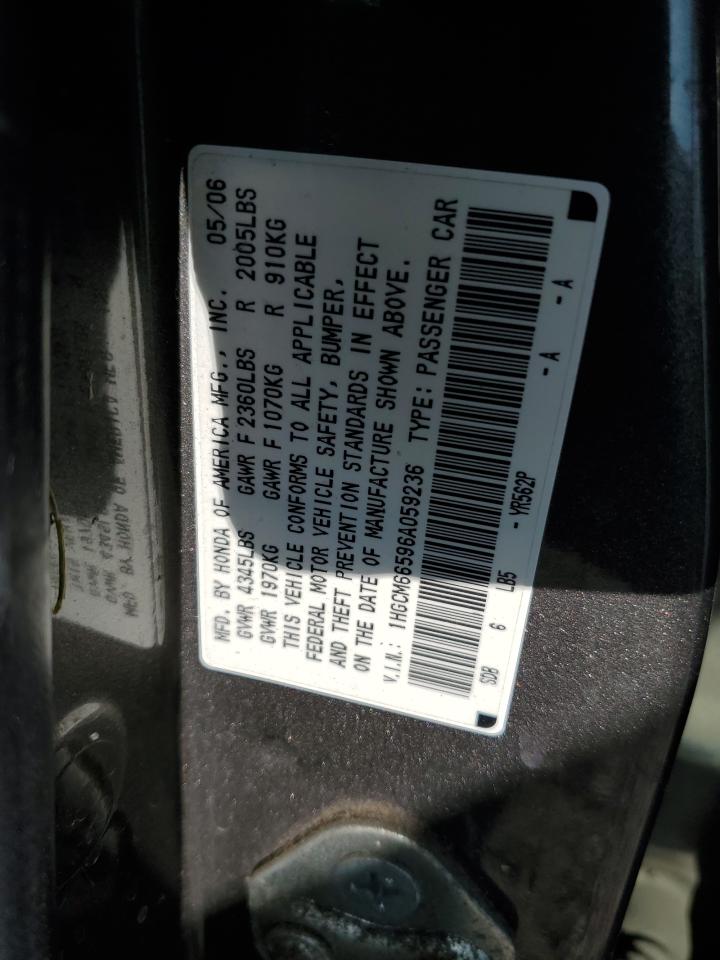 MFD. BY HONDA OF AMERICA MFG., INC. 05/06
GVWR 4345LBS GAWR F 2360LBS R 2005LBS
GVWR 1970KG GAWR F 1070KG R 910KG
THIS VEHICLE CONFORMS TO ALL APPLICABLE
FEDERAL MOTOR VEHICLE SAFETY, BUMPER,
AND THEFT PREVENTION STANDARDS IN EFFECT
ON THE DATE OF MANUFACTURE SHOWN ABOVE.
V.I.N.: 1HGCM66596A059236 TYPE: PASSENGER CAR
SDB 6 LB5 - YR562P - A - A